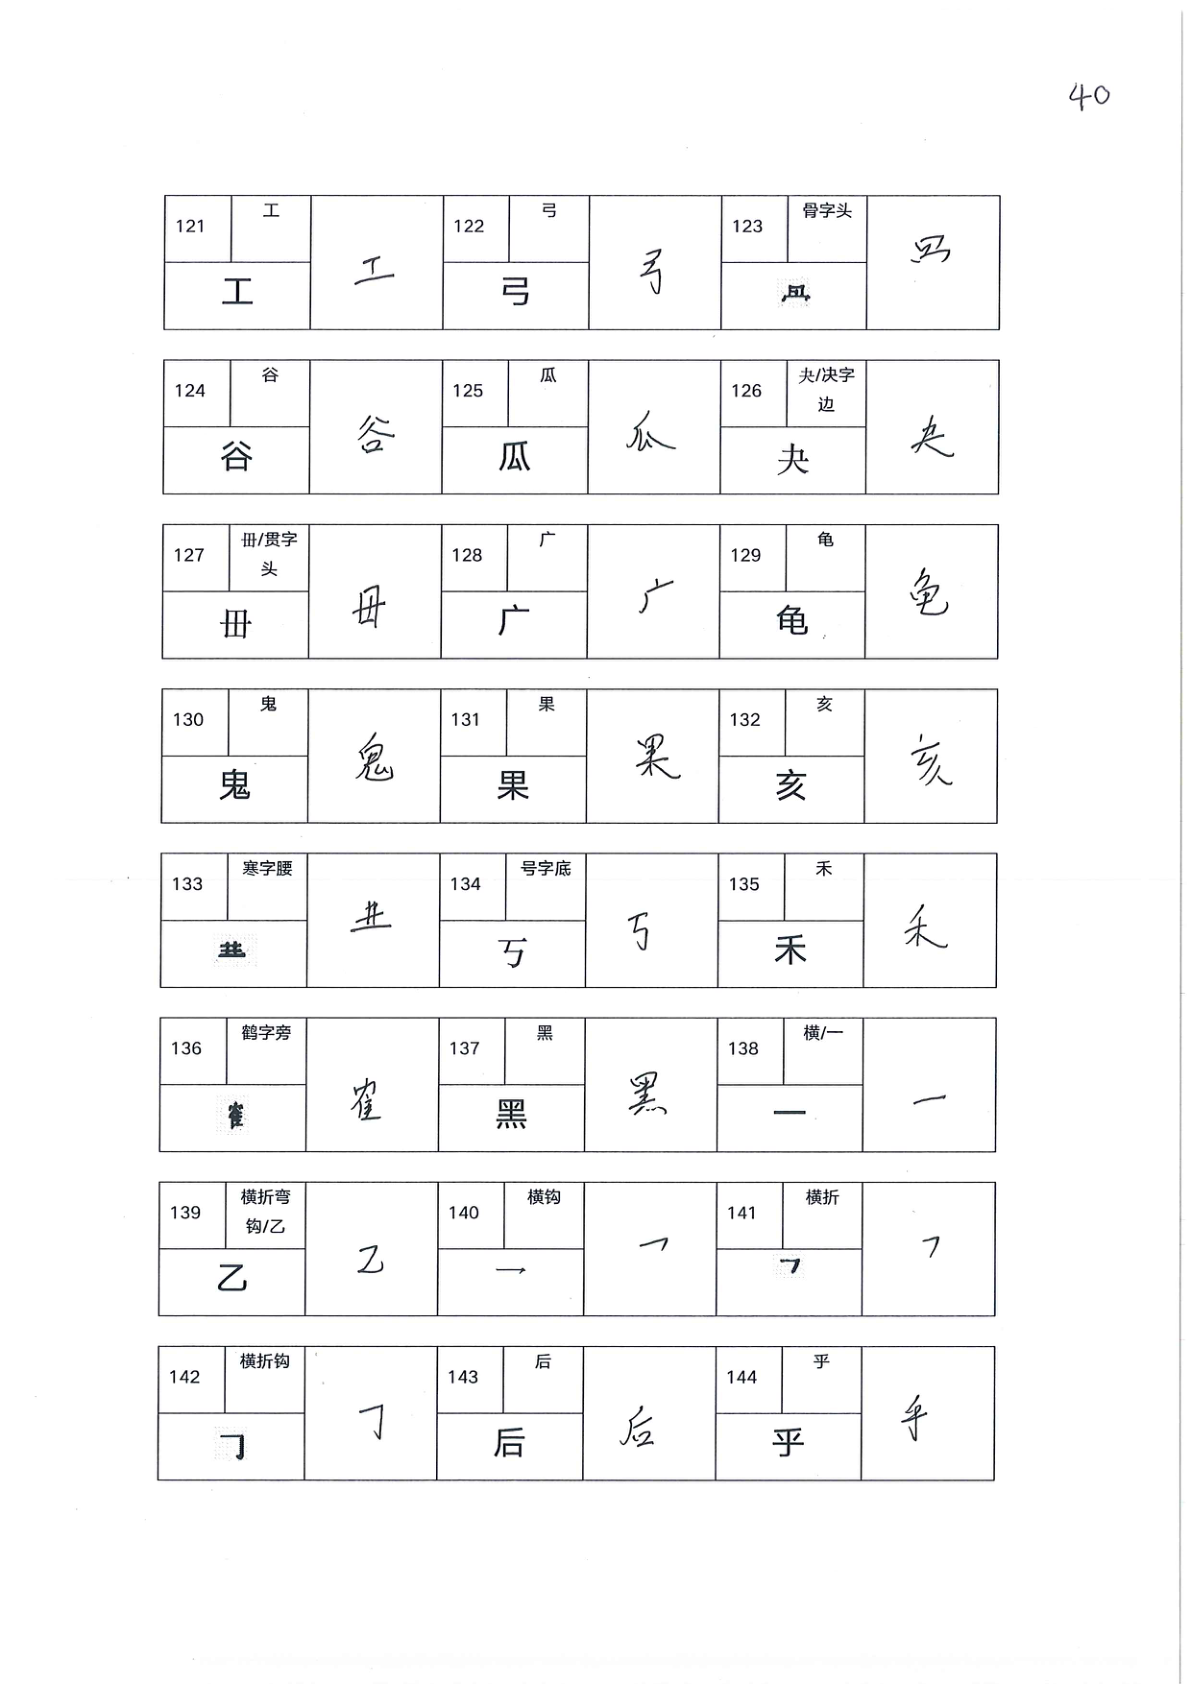 40
121 工 工 工 122 弓 弓 弓 123 骨字头
124 谷 谷 谷 125 瓜 瓜 瓜 126 夬/决字边 夬 夬
127 毌/贯字头 毌 毌 128 广 广 广 129 龟 龟 龟
130 鬼 鬼 鬼 131 果 果 果 132 亥 亥 亥
133 寒字腰 134 号字底 丂 丂 135 禾 禾 禾
136 鹤字旁 隺 隺 137 黑 黑 黑 138 横/一 一 一
139 横折弯钩/乙 乙 乙 140 横钩 乛 乛 141 横折 ㇕ ㇕
142 横折钩 ㇆ ㇆ 143 后 后 后 144 乎 乎 乎